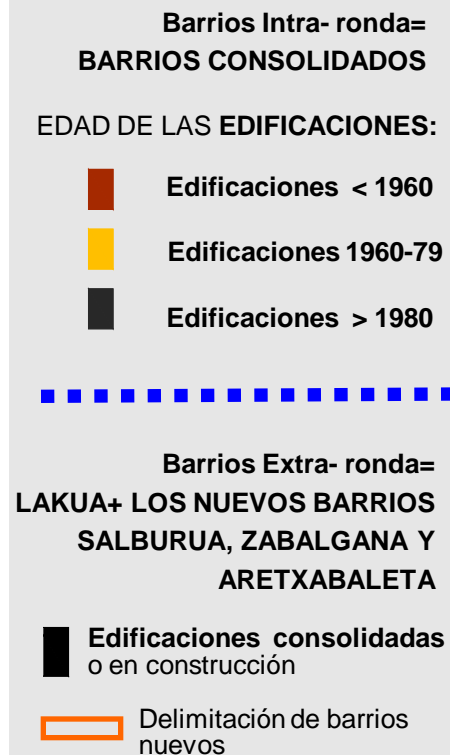 Barrios Intra- ronda=
BARRIOS CONSOLIDADOS
EDAD DE LAS EDIFICACIONES:
Edificaciones < 1960
Edificaciones 1960-79
Edificaciones > 1980
Barrios Extra- ronda=
LAKUA+ LOS NUEVOS BARRIOS
SALBURUA, ZABALGANA Y
ARETXABALETA
Edificaciones consolidadas
o en construcción
Delimitación de barrios
nuevos